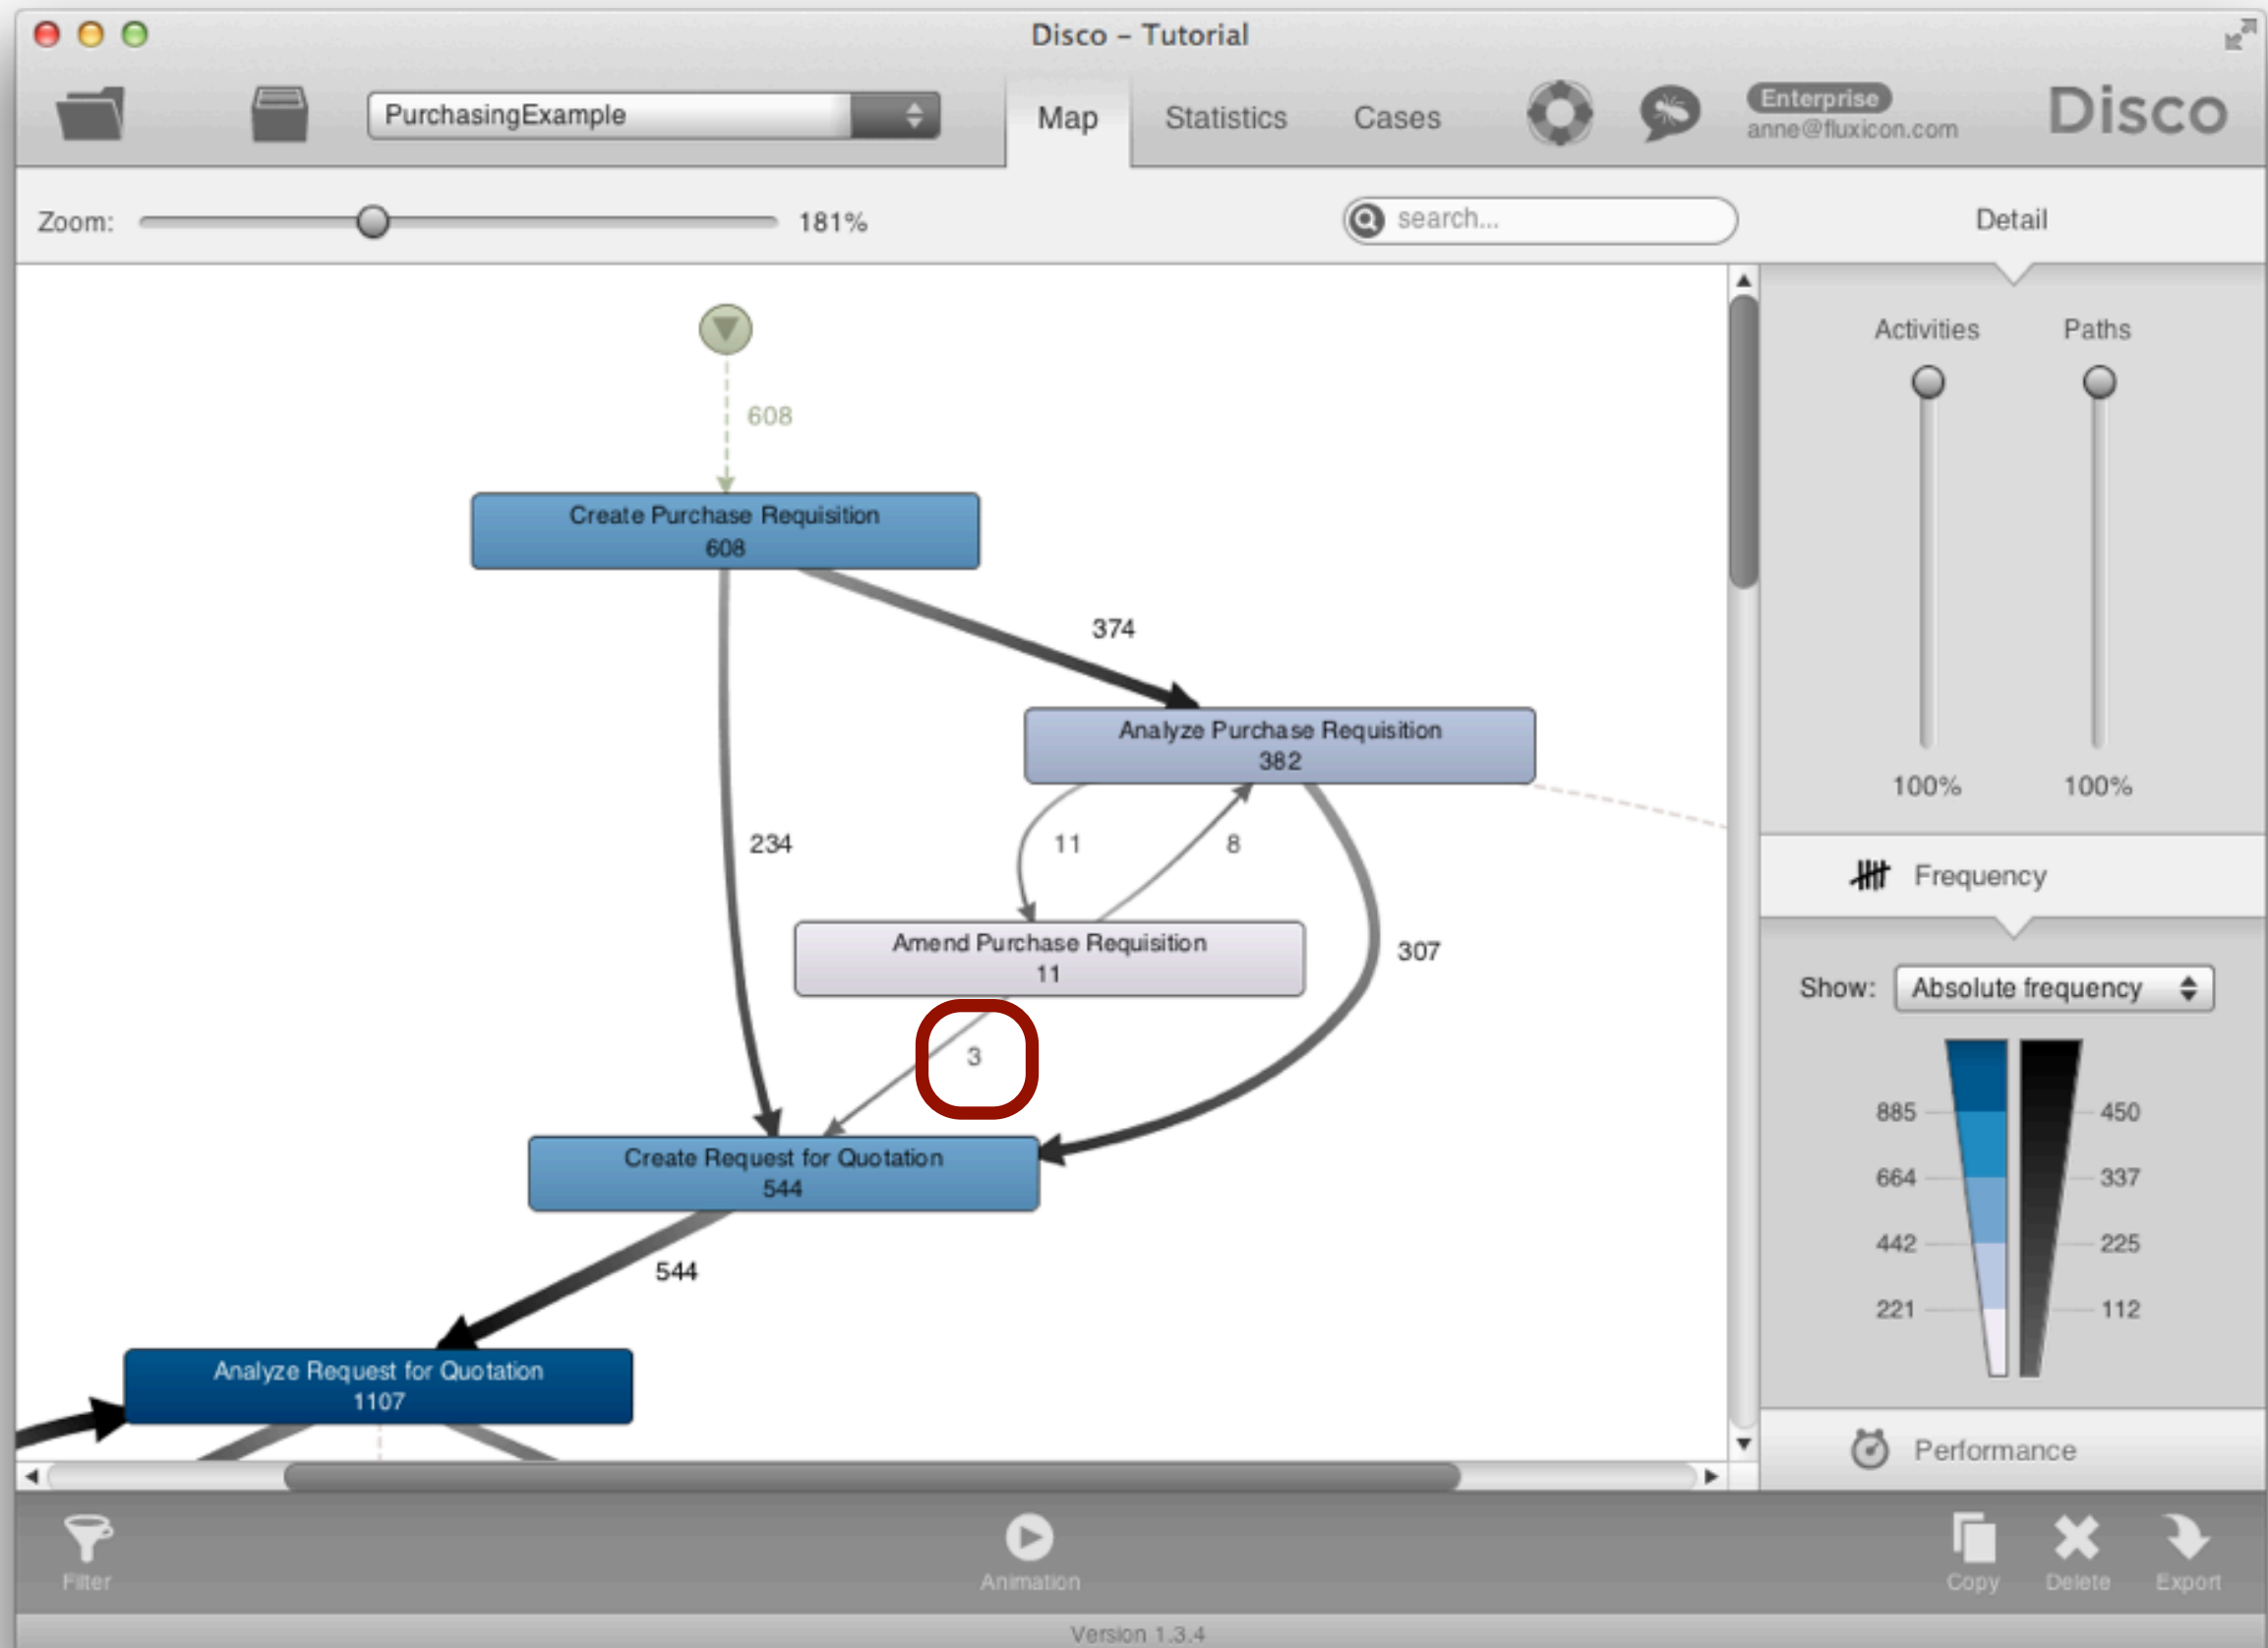 Disco – Tutorial
PurchasingExample
Map
Statistics
Cases
Enterprise
anne@fluxicon.com
Disco
Zoom:
181%
search...
Detail
608
Create Purchase Requisition
608
374
Analyze Purchase Requisition
382
234
11
8
Amend Purchase Requisition
11
307
3
Create Request for Quotation
544
544
Analyze Request for Quotation
1107
Activities
Paths
100%
100%
Frequency
Show:
Absolute frequency
885
450
664
337
442
225
221
112
Performance
Filter
Animation
Copy
Delete
Export
Version 1.3.4